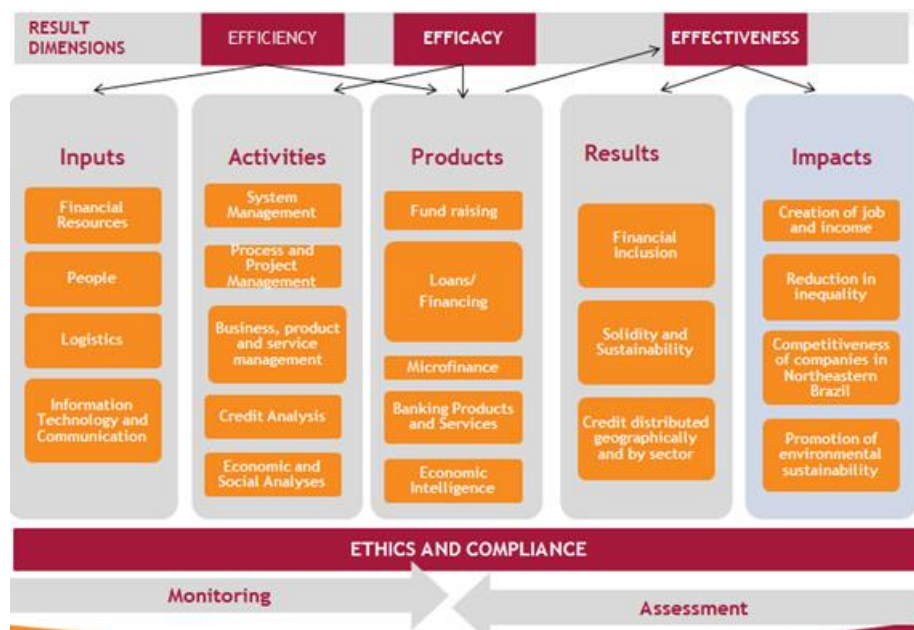 RESULT
DIMENSIONS
EFFICIENCY
EFFICACY
EFFECTIVENESS
Inputs
Financial
Resources
People
Logistics
Information
Technology and
Communication
Activities
System
Management
Process and
Project
Management
Business, product
and service
management
Credit Analysis
Economic and
Social Analyses
Products
Fund raising
Loans/
Financing
Microfinance
Banking Products
and Services
Economic
Intelligence
Results
Financial
Inclusion
Solidity and
Sustainability
Credit distributed
geographically
and by sector
Impacts
Creation of job
and income
Reduction in
inequality
Competitiveness
of companies in
Northeastern
Brazil
Promotion of
environmental
sustainability
ETHICS AND COMPLIANCE
Monitoring
Assessment